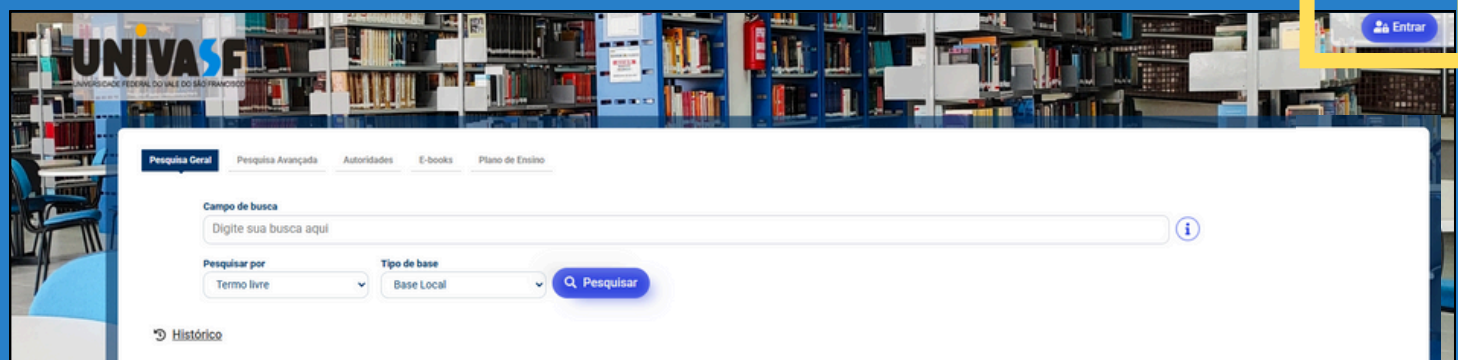 Entrar
UNIVASF
UNIVERSIDADE FEDERAL DO VALE DO SÃO FRANCISCO
Pesquisa Geral Pesquisa Avançada Autoridades E-books Plano de Ensino
Campo de busca
Digite sua busca aqui
Pesquisar por Tipo de base
Termo livre Base Local Pesquisar
Histórico